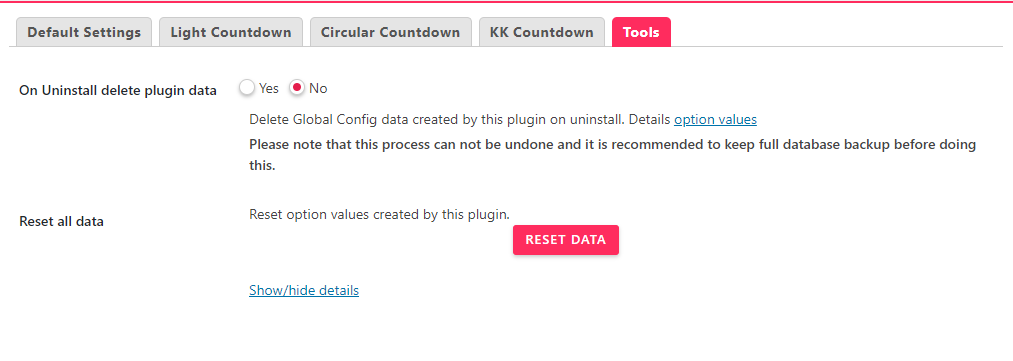 Default Settings
Light Countdown
Circular Countdown
KK Countdown
Tools
On Uninstall delete plugin data
Yes
No
Delete Global Config data created by this plugin on uninstall. Details option values
Please note that this process can not be undone and it is recommended to keep full database backup before doing
this.
Reset all data
Reset option values created by this plugin.
RESET DATA
Show/hide details